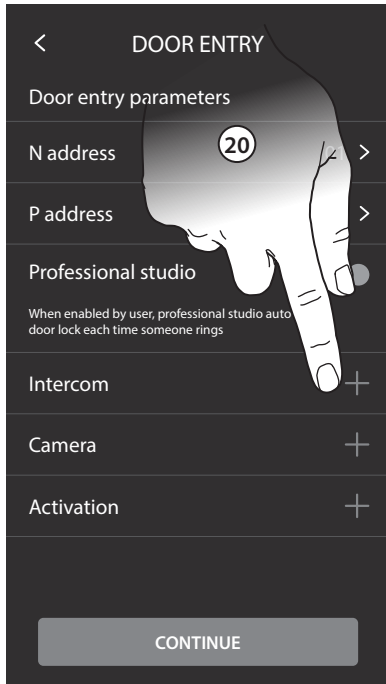 DOOR ENTRY
Door entry parameters
20
N address
P address
Professional studio
When enabled by user, professional studio auto
door lock each time someone rings
Intercom
Camera
Activation
CONTINUE